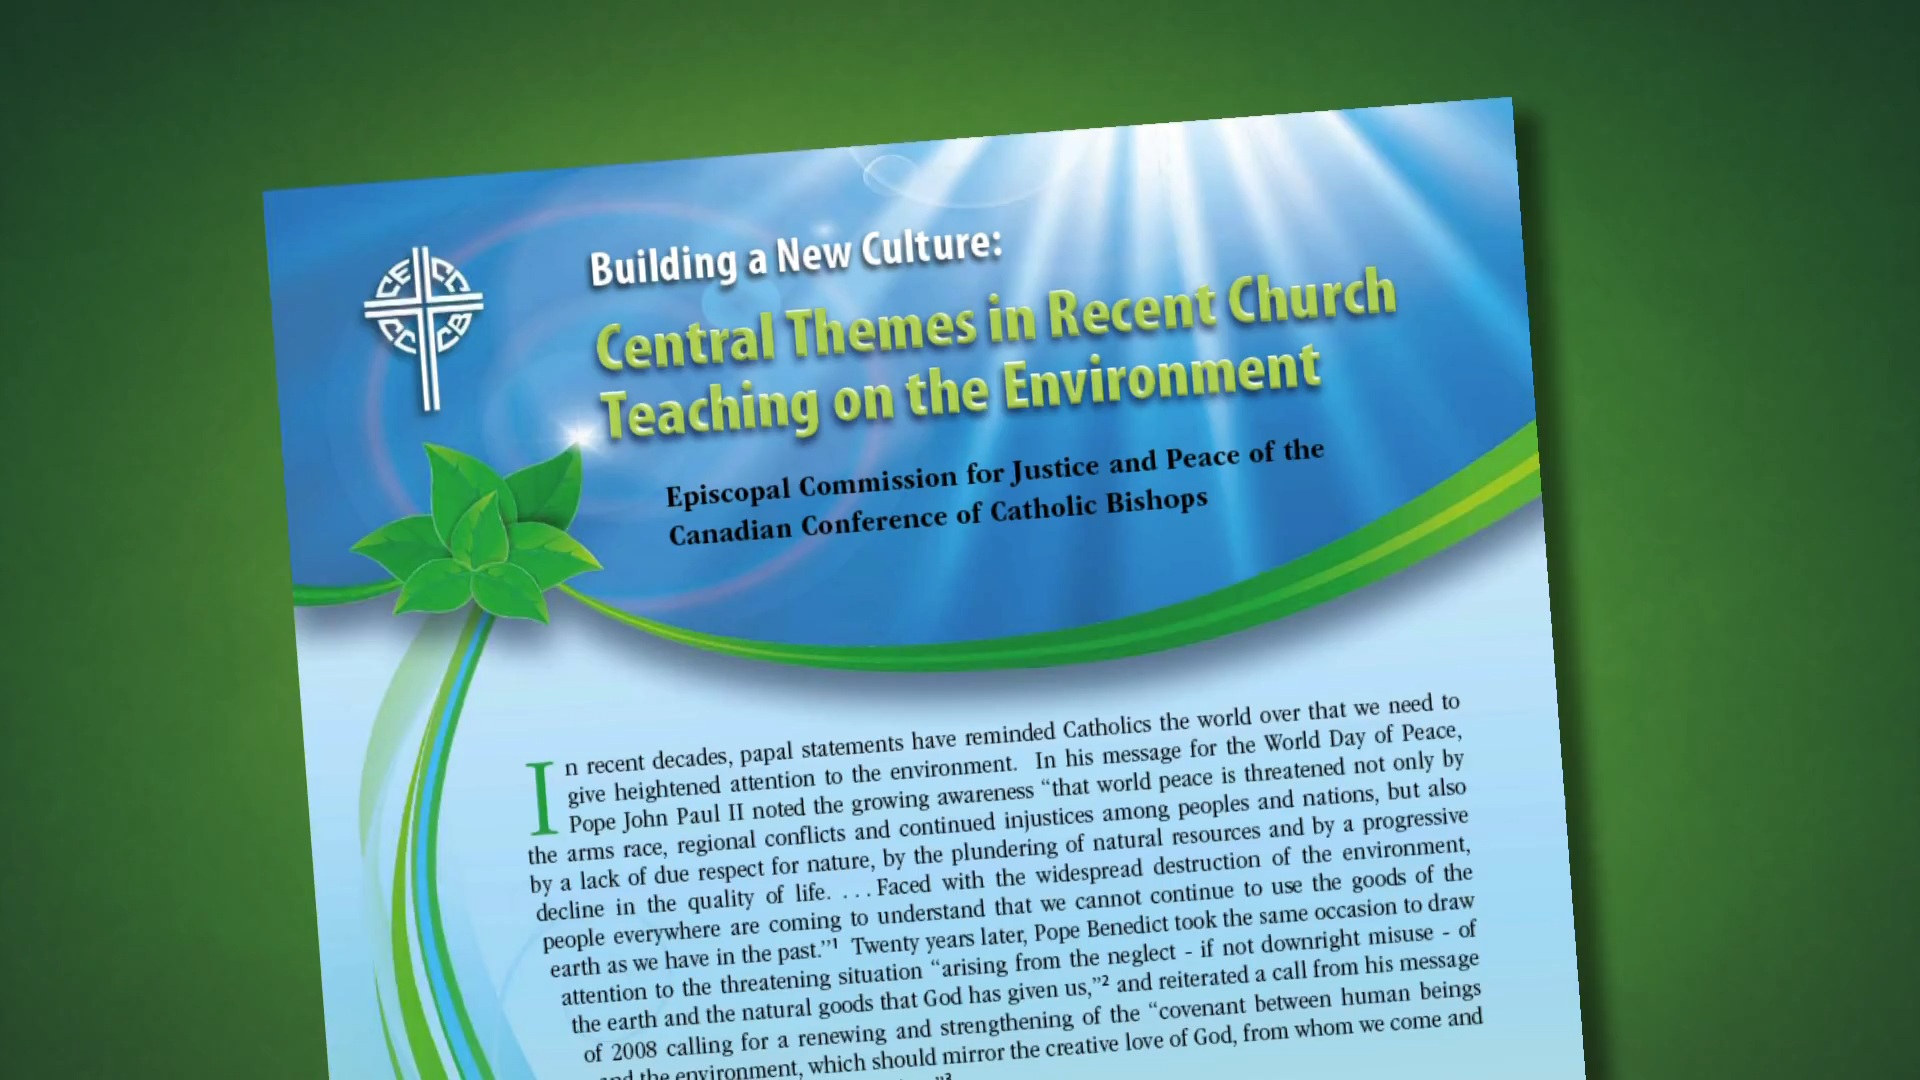 CECC
CCCB
Building a New Culture:
Central Themes in Recent Church
Teaching on the Environment
Episcopal Commission for Justice and Peace of the
Canadian Conference of Catholic Bishops
In recent decades, papal statements have reminded Catholics the world over that we need to
give heightened attention to the environment. In his message for the World Day of Peace,
Pope John Paul II noted the growing awareness “that world peace is threatened not only by
the arms race, regional conflicts and continued injustices among peoples and nations, but also
by a lack of due respect for nature, by the plundering of natural resources and by a progressive
decline in the quality of life. . . . Faced with the widespread destruction of the environment,
people everywhere are coming to understand that we cannot continue to use the goods of the
earth as we have in the past.”¹ Twenty years later, Pope Benedict took the same occasion to draw
attention to the threatening situation “arising from the neglect - if not downright misuse - of
the earth and the natural goods that God has given us,”² and reiterated a call from his message
of 2008 calling for a renewing and strengthening of the “covenant between human beings
and the environment, which should mirror the creative love of God, from whom we come and
”³